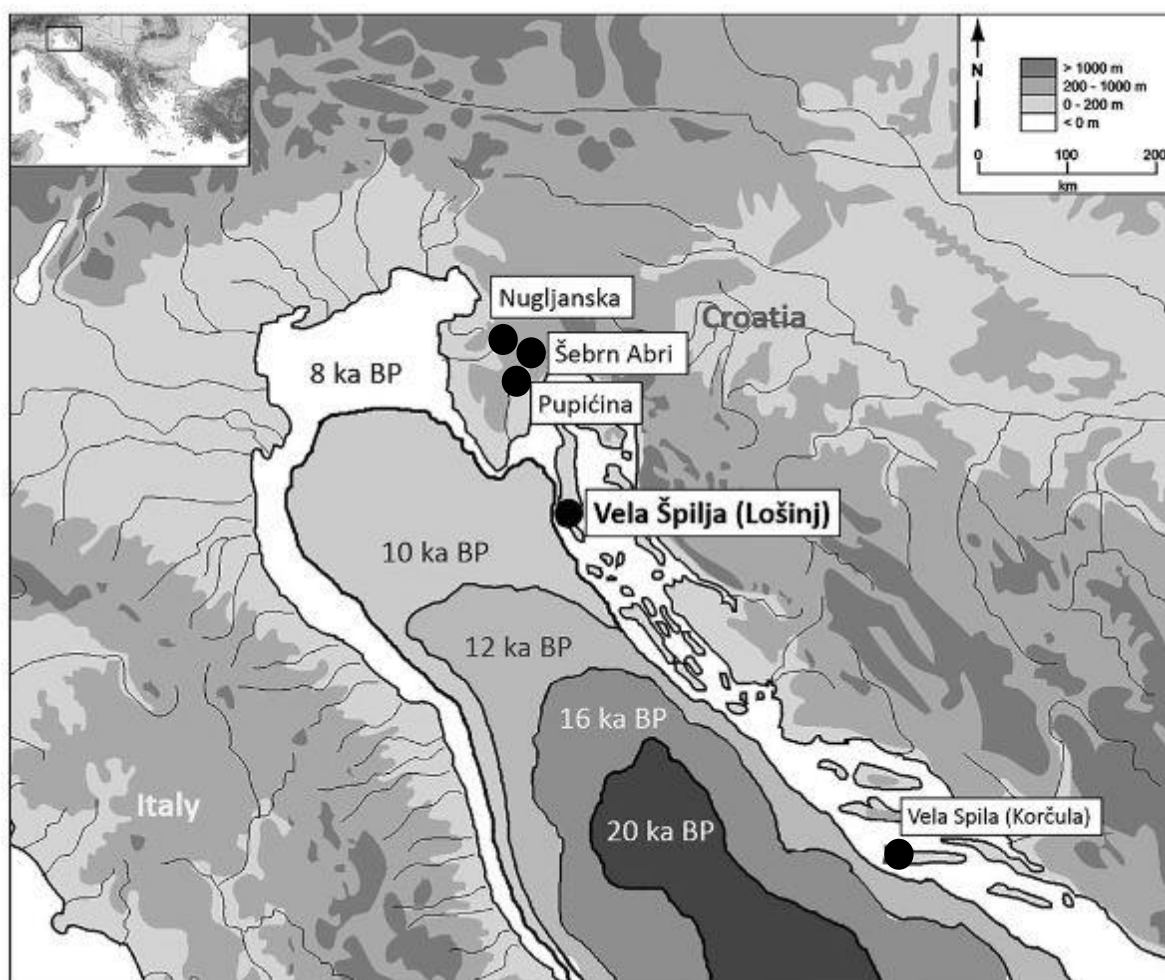 N
> 1000 m
200 - 1000 m
0 - 200 m
< 0 m
0 100 200
km
Nugljanska
Croatia
Šebrn Abri
8 ka BP
Pupićina
Vela Špilja (Lošinj)
10 ka BP
12 ka BP
16 ka BP
Italy
20 ka BP
Vela Spila (Korčula)